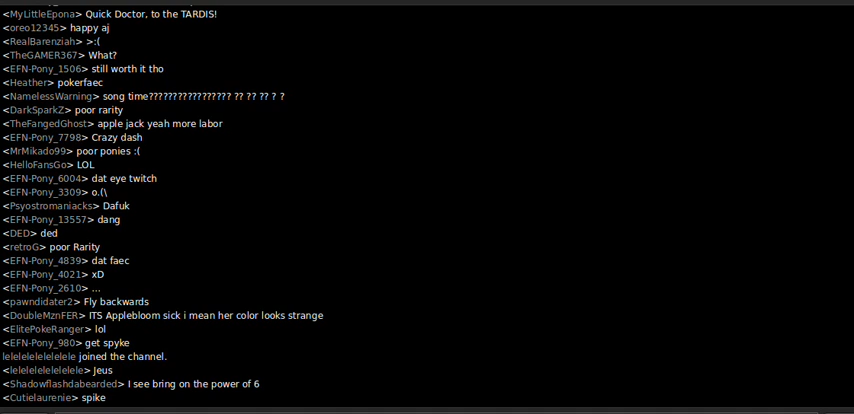 <MyLittleEpona> Quick Doctor, to the TARDIS!
<oreo12345> happy aj
<RealBarenziah> >:(
<TheGAMER367> What?
<EFN-Pony_1506> still worth it tho
<Heather> pokerfaec
<NamelessWarning> song time????????????????? ?? ?? ?? ? ?
<DarkSparkZ> poor rarity
<TheFangedGhost> apple jack yeah more labor
<EFN-Pony_7798> Crazy dash
<MrMikado99> poor ponies :(
<HelloFansGo> LOL
<EFN-Pony_6004> dat eye twitch
<EFN-Pony_3309> o.(\
<Psyostromaniacks> Dafuk
<EFN-Pony_13557> dang
<DED> ded
<retroG> poor Rarity
<EFN-Pony_4839> dat faec
<EFN-Pony_4021> xD
<EFN-Pony_2610> ...
<pawndidater2> Fly backwards
<DoubleMznFER> ITS Applebloom sick i mean her color looks strange
<ElitePokeRanger> lol
<EFN-Pony_980> get spyke
lelelelelelelelele joined the channel.
<lelelelelelelelele> Jeus
<Shadowflashdabearded> I see bring on the power of 6
<Cutielaurenie> spike